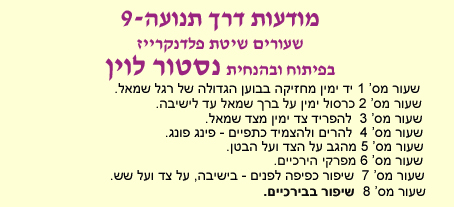 מודעות דרך תנועה-9
שעורים שיטת פלדנקרייז
בפיתוח ובהנחית נסטור לוין
שעור מס' 1 יד ימין מחזיקה בבוהן הגדולה של רגל שמאל.
שעור מס' 2 כרסול ימין על ברך שמאל עד לישיבה.
שעור מס' 3 להפריד צד ימין מצד שמאל.
שעור מס' 4 להרים ולהצמיד כתפיים - פינג פונג.
שעור מס' 5 מהגב על הצד ועל הבטן.
שעור מס' 6 מפרקי הירכיים.
שעור מס' 7 שיפור כפיפה לפנים - בישיבה, על צד ועל שש.
שעור מס' 8 שיפור בבירכיים.